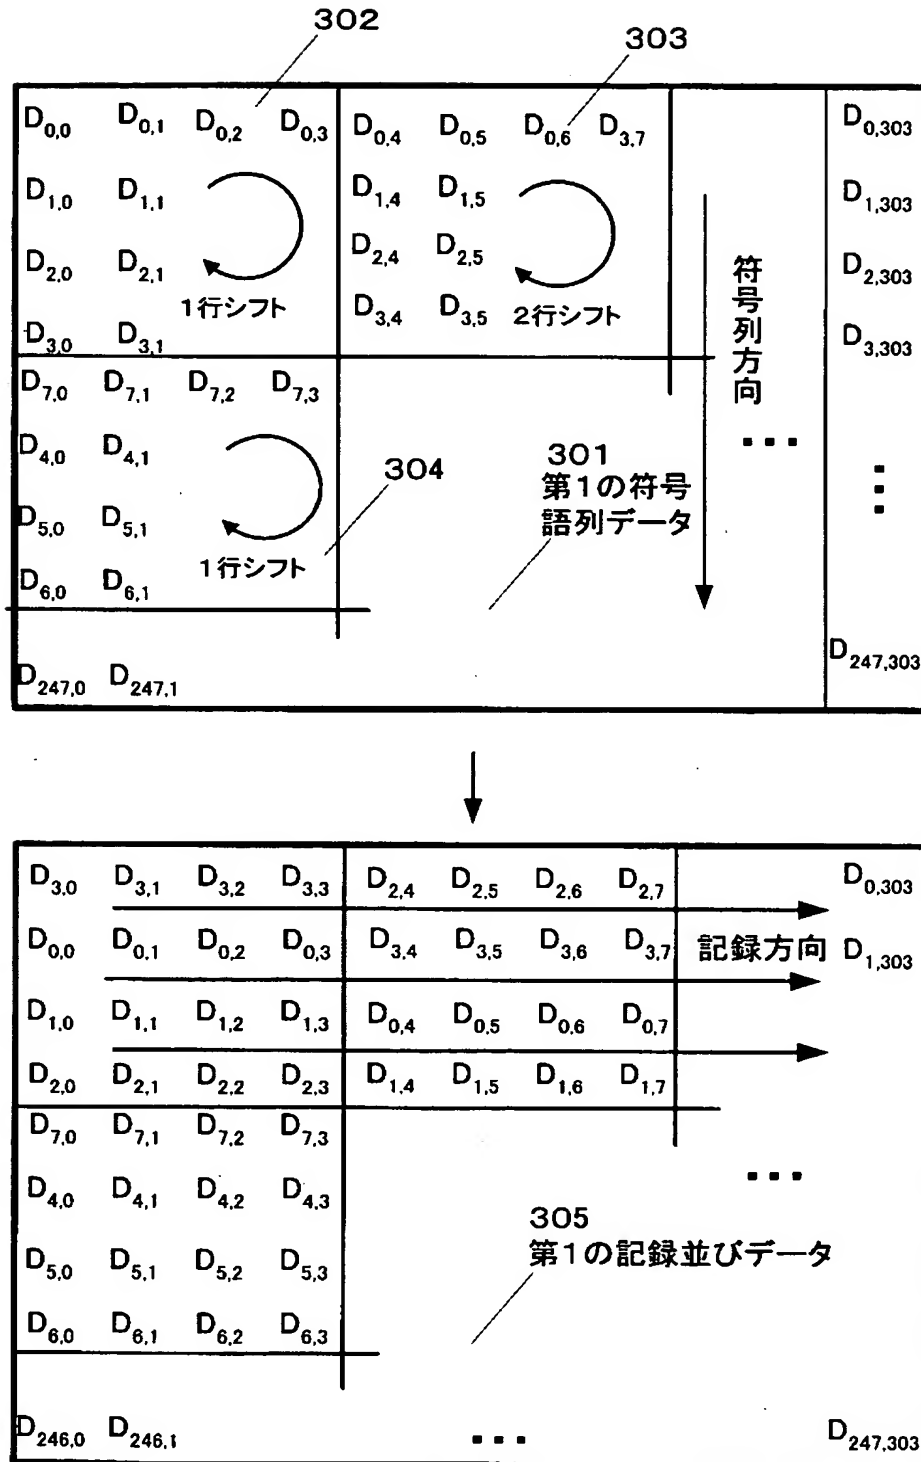 302
303
D0,0 D0,1 D0,2 D0,3 D0,4 D0,5 D0,6 D3,7 D0,303
D1,0 D1,1 D1,4 D1,5 D1,303
D2,0 D2,1 D2,4 D2,5 D2,303
1行シフト
D3,0 D3,1 D3,4 D3,5 2行シフト D3,303
符号列方向
D7,0 D7,1 D7,2 D7,3
D4,0 D4,1
304
301
第1の符号
語列データ
...
D5,0 D5,1
1行シフト
D6,0 D6,1
D247,0 D247,1 D247,303
D3,0 D3,1 D3,2 D3,3 D2,4 D2,5 D2,6 D2,7 D0,303
D0,0 D0,1 D0,2 D0,3 D3,4 D3,5 D3,6 D3,7 記録方向 D1,303
D1,0 D1,1 D1,2 D1,3 D0,4 D0,5 D0,6 D0,7
D2,0 D2,1 D2,2 D2,3 D1,4 D1,5 D1,6 D1,7
D7,0 D7,1 D7,2 D7,3
D4,0 D4,1 D4,2 D4,3
...
305
第1の記録並びデータ
D5,0 D5,1 D5,2 D5,3
D6,0 D6,1 D6,2 D6,3
D246,0 D246,1 ... D247,303